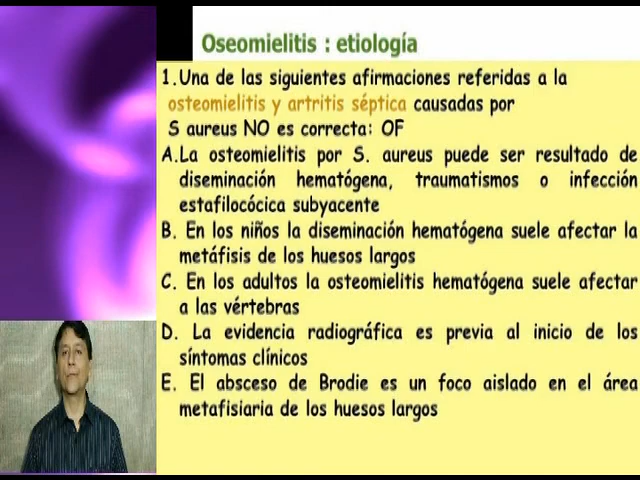 Oseomielitis : etiología
1.Una de las siguientes afirmaciones referidas a la
osteomielitis y artritis séptica causadas por
S aureus NO es correcta: OF
A.La osteomielitis por S. aureus puede ser resultado de
diseminación hematógena, traumatismos o infección
estafilocócica subyacente
B. En los niños la diseminación hematógena suele afectar la
metáfisis de los huesos largos
C. En los adultos la osteomielitis hematógena suele afectar
a las vértebras
D. La evidencia radiográfica es previa al inicio de los
síntomas clínicos
E. El absceso de Brodie es un foco aislado en el área
metafisiaria de los huesos largos